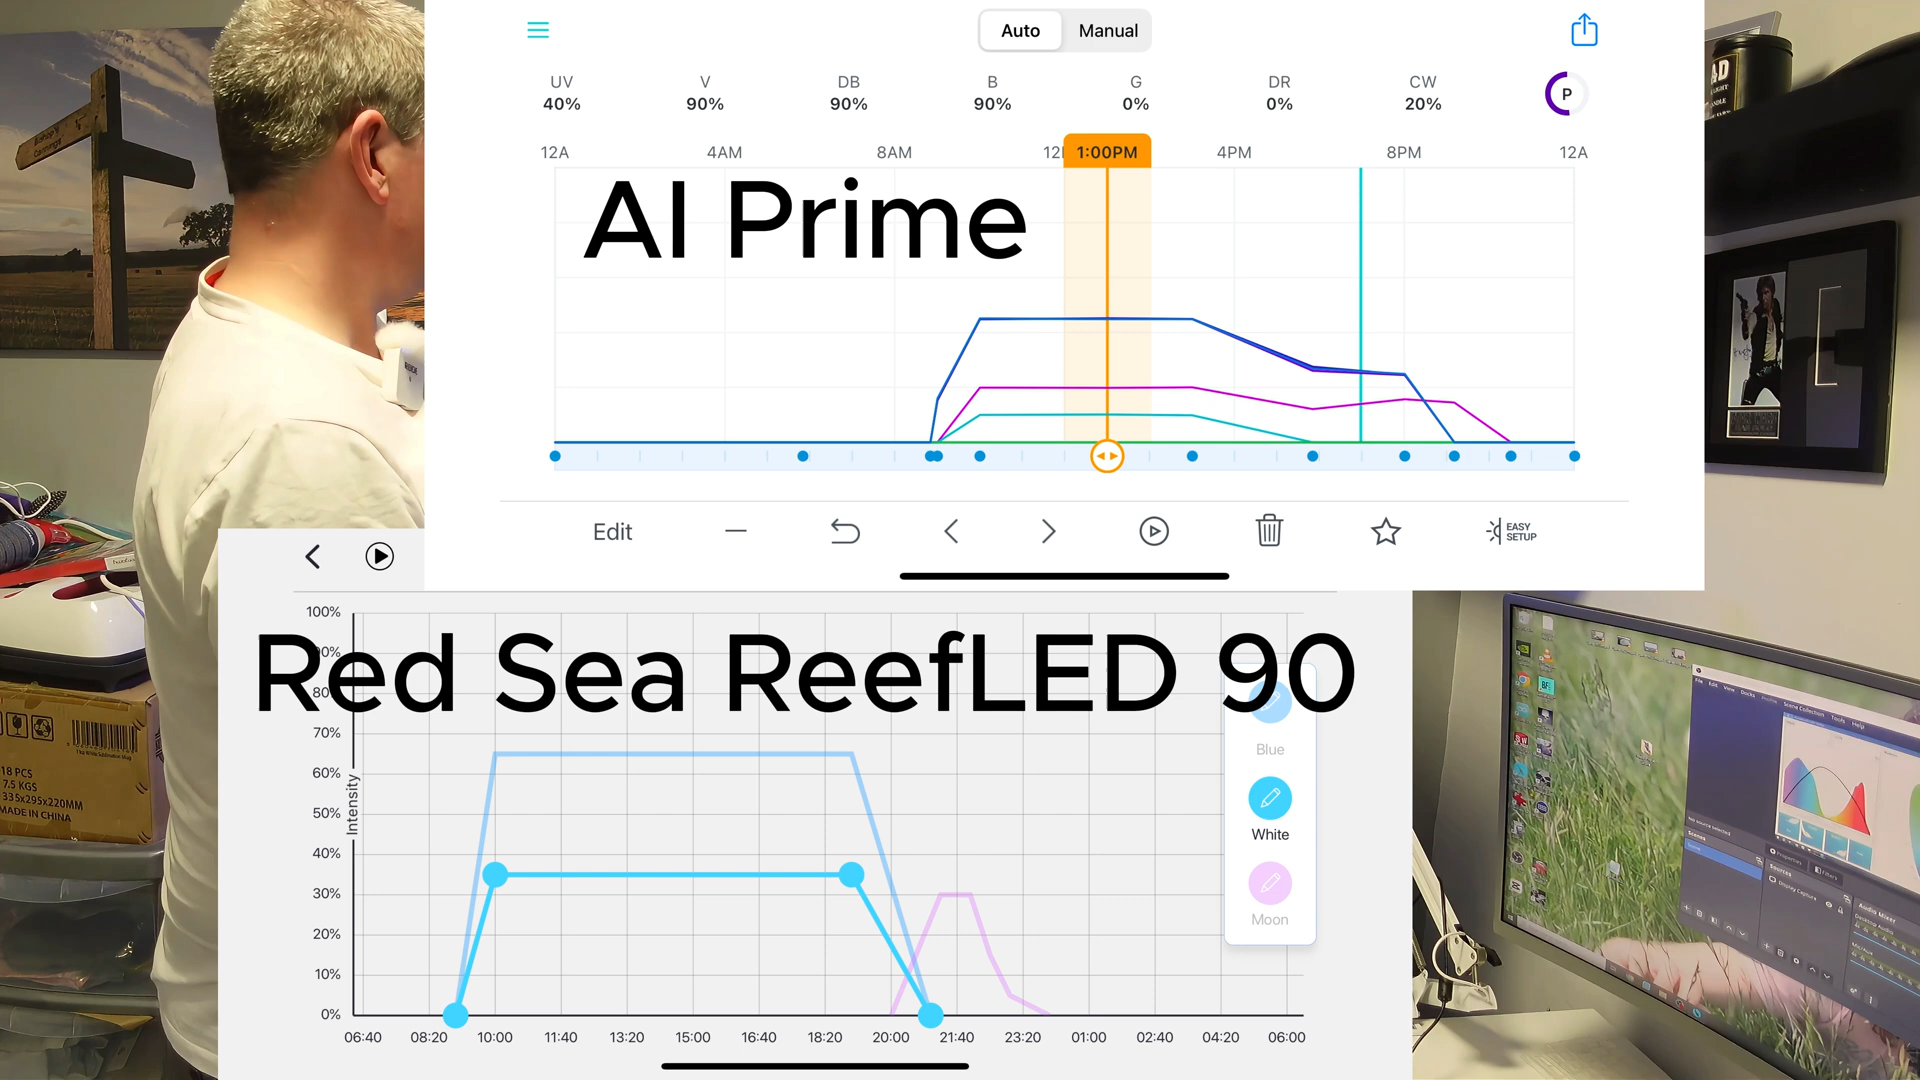 Auto Manual
UV V DB B G DR CW
40% 90% 90% 90% 0% 0% 20% P
12A 4AM 8AM 1:00PM 4PM 8PM 12A
AI Prime
Edit
EASY
SETUP
100%
Red Sea ReefLED 90
90%
80
70%
60%
50%
40%
30%
20%
10%
0%
Intensity
Blue
White
Moon
06:40 08:20 10:00 11:40 13:20 15:00 16:40 18:20 20:00 21:40 23:20 01:00 02:40 04:20 06:00
Bishop's
Cannings
18 PCS
7.5 KGS
335x295x220MM
MADE IN CHINA